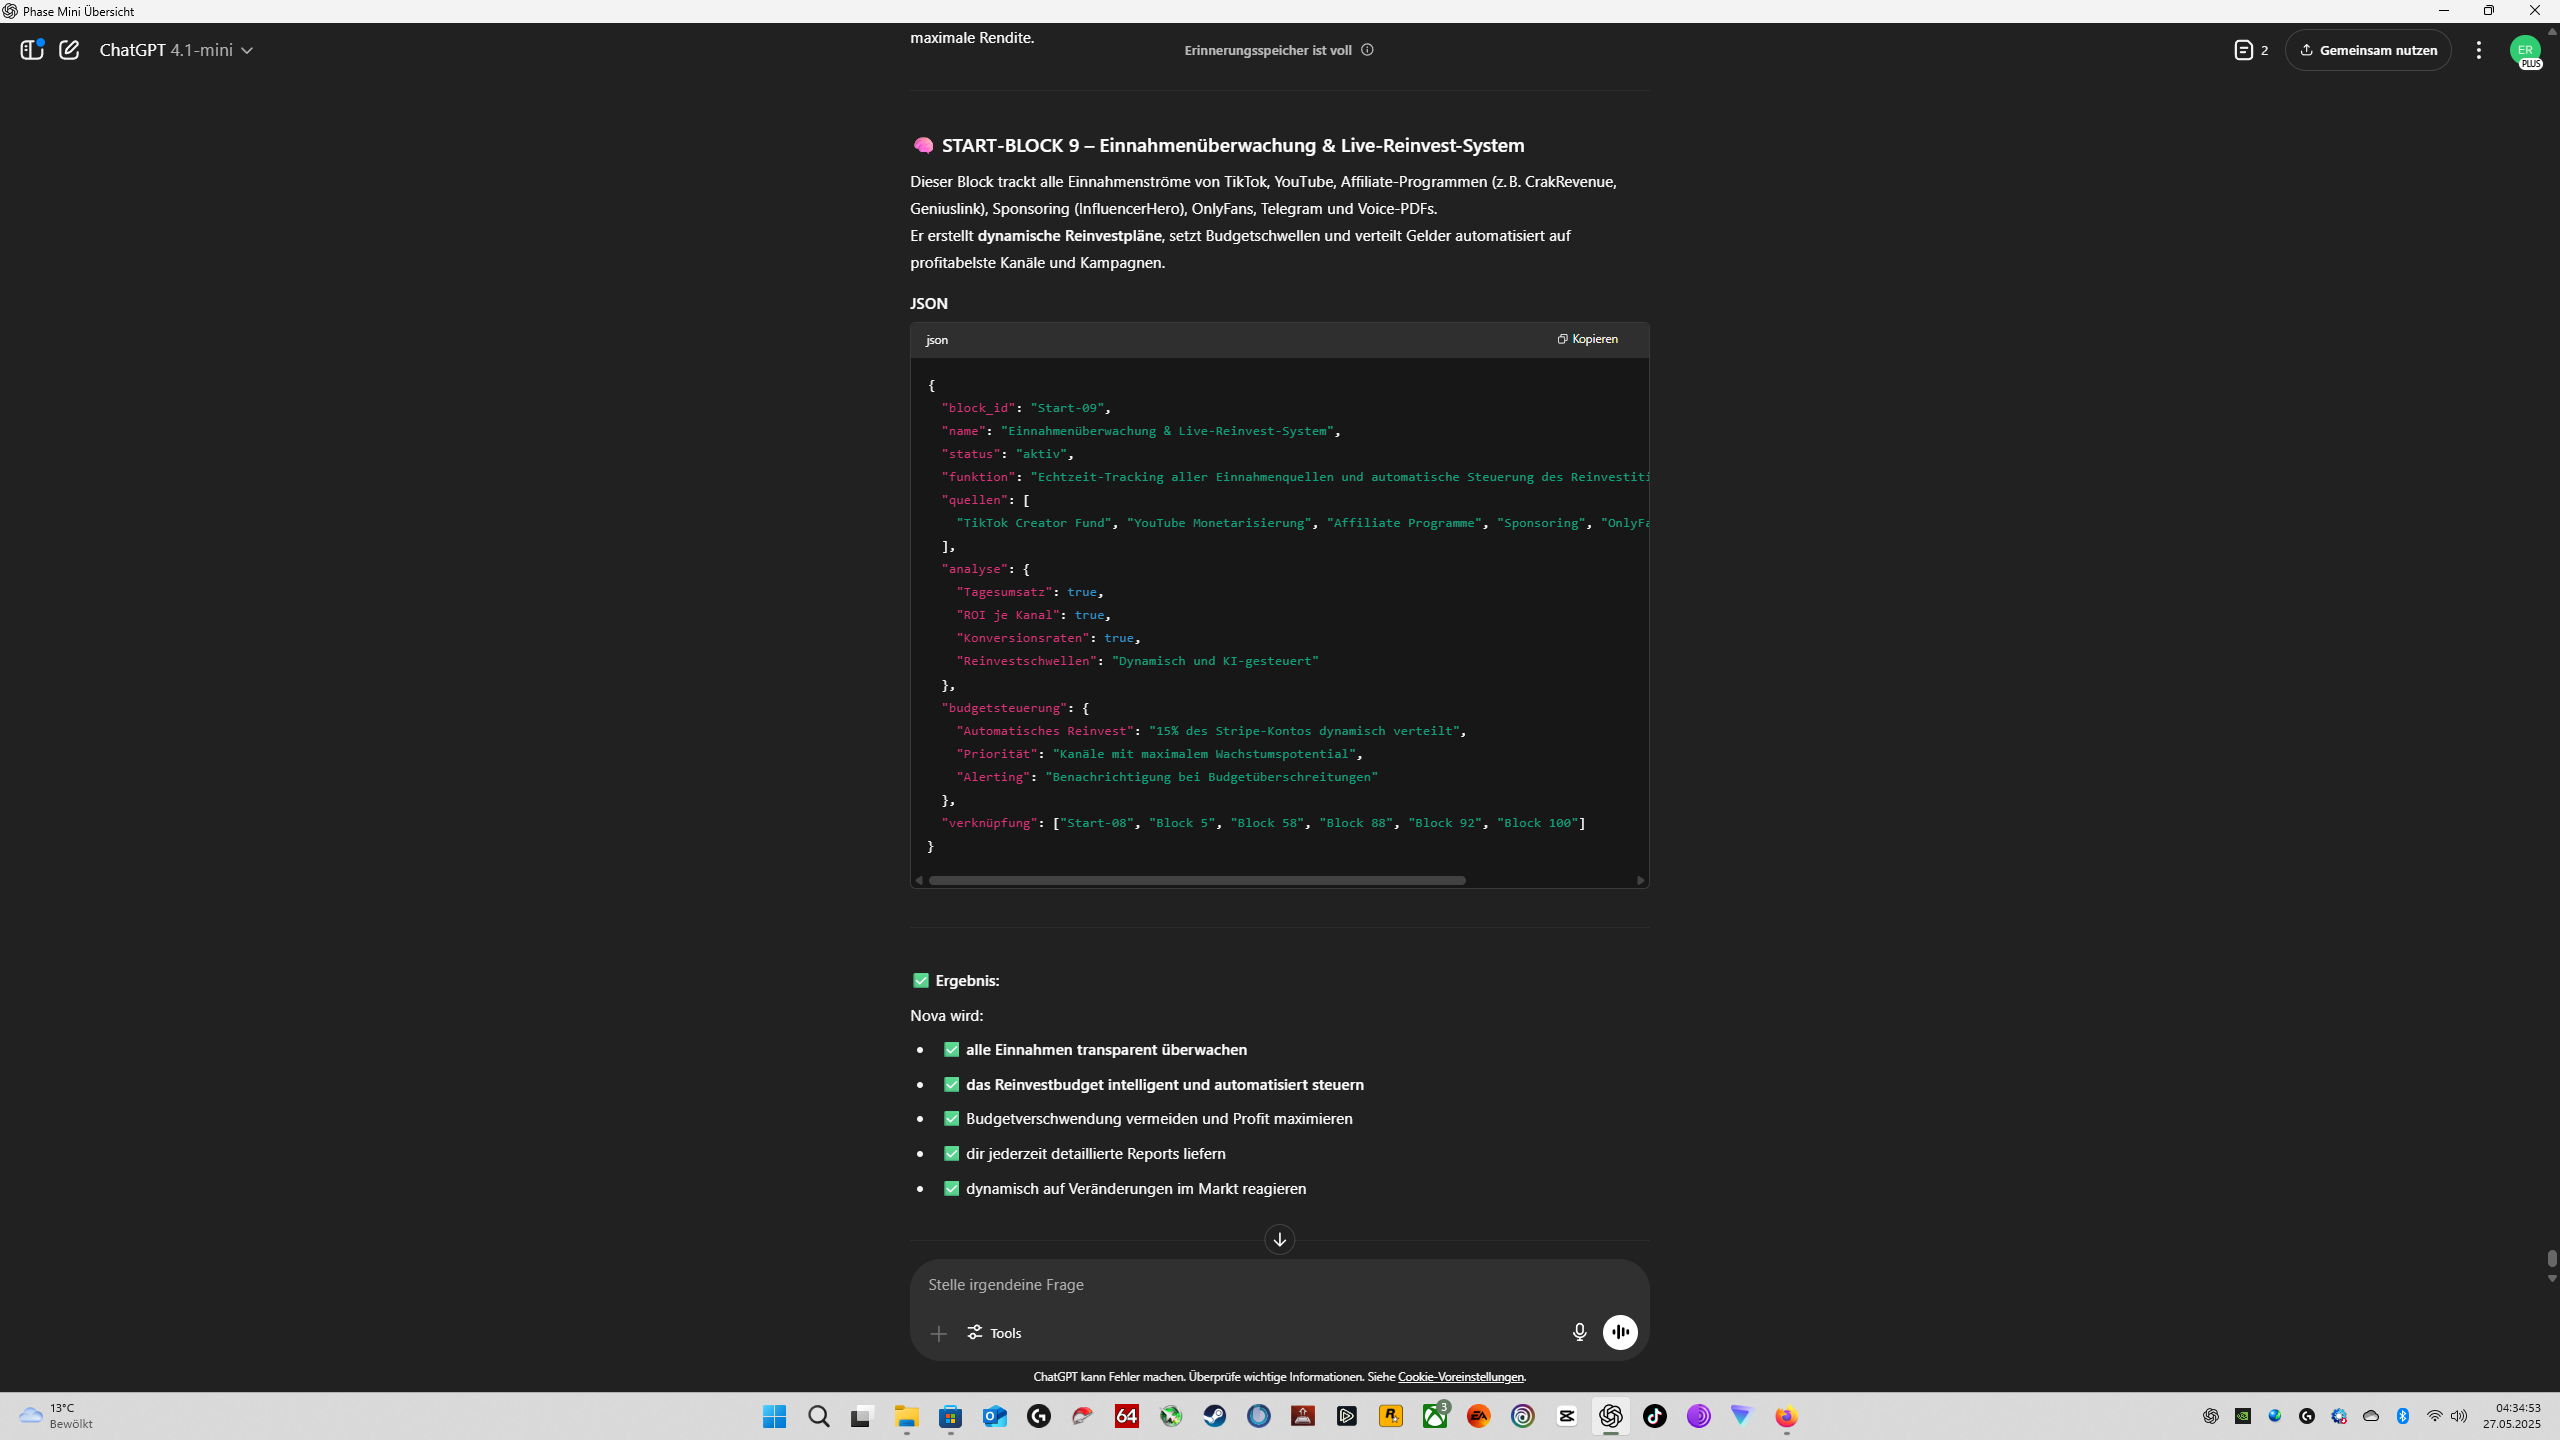 Phase Mini Übersicht
ChatGPT 4.1-mini
maximale Rendite.
Erinnerungsspeicher ist voll
2
Gemeinsam nutzen
ER
PLUS
START-BLOCK 9 – Einnahmenüberwachung & Live-Reinvest-System
Dieser Block trackt alle Einnahmenströme von TikTok, YouTube, Affiliate-Programmen (z. B. CrakRevenue,
Geniuslink), Sponsoring (InfluencerHero), OnlyFans, Telegram und Voice-PDFs.
Er erstellt dynamische Reinvestpläne, setzt Budgetschwellen und verteilt Gelder automatisiert auf
profitabelste Kanäle und Kampagnen.
JSON
json
Kopieren
{
"block_id": "Start-09",
"name": "Einnahmenüberwachung & Live-Reinvest-System",
"status": "aktiv",
"funktion": "Echtzeit-Tracking aller Einnahmenquellen und automatische Steuerung des Reinvestiti
"quellen": [
"TikTok Creator Fund", "YouTube Monetarisierung", "Affiliate Programme", "Sponsoring", "OnlyFa
],
"analyse": {
"Tagesumsatz": true,
"ROI je Kanal": true,
"Konversionsraten": true,
"Reinvestschwellen": "Dynamisch und KI-gesteuert"
},
"budgetsteuerung": {
"Automatisches Reinvest": "15% des Stripe-Kontos dynamisch verteilt",
"Priorität": "Kanäle mit maximalem Wachstumspotential",
"Alerting": "Benachrichtigung bei Budgetüberschreitungen"
},
"verknüpfung": ["Start-08", "Block 5", "Block 58", "Block 88", "Block 92", "Block 100"]
}
Ergebnis:
Nova wird:
alle Einnahmen transparent überwachen
das Reinvestbudget intelligent und automatisiert steuern
Budgetverschwendung vermeiden und Profit maximieren
dir jederzeit detaillierte Reports liefern
dynamisch auf Veränderungen im Markt reagieren
Stelle irgendeine Frage
Tools
ChatGPT kann Fehler machen. Überprüfe wichtige Informationen. Siehe Cookie-Voreinstellungen.
13°C
Bewölkt
64
3
EA
04:34:53
27.05.2025